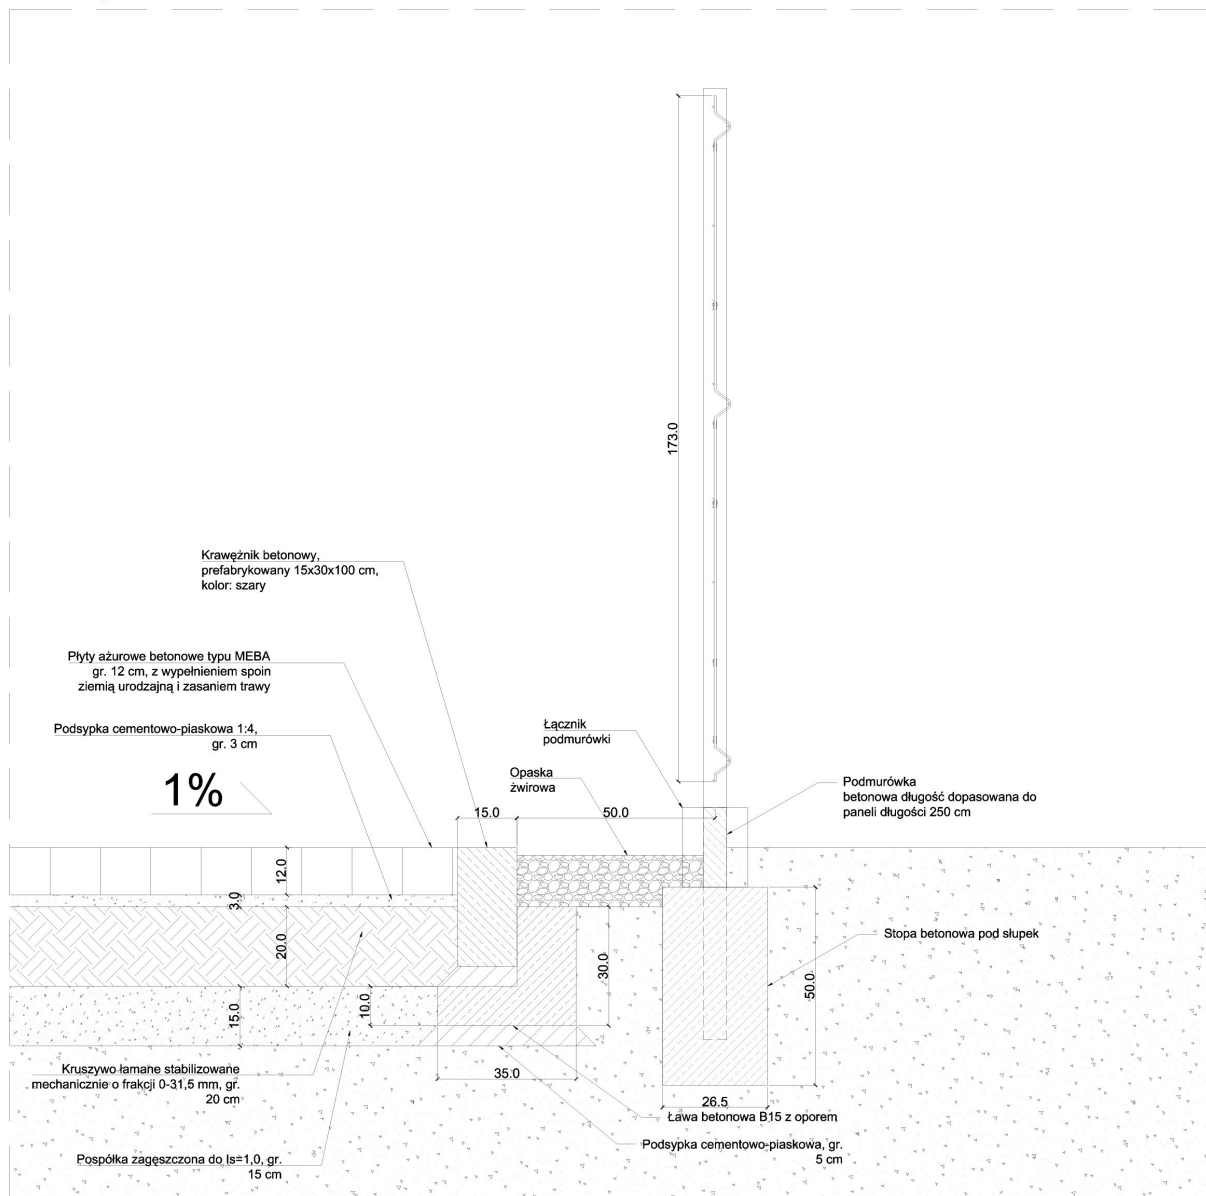 173.0
Krawężnik betonowy,
prefabrykowany 15x30x100 cm,
kolor: szary
Płyty ażurowe betonowe typu MEBA
gr. 12 cm, z wypełnieniem spoin
ziemią urodzajną i zasaniem trawy
Podsypka cementowo-piaskowa 1:4,
gr. 3 cm
1%
Łącznik
podmurówki
Opaska
żwirowa
Podmurówka
betonowa długość dopasowana do
paneli długości 250 cm
15.0
50.0
12.0
3.0
20.0
15.0
10.0
30.0
50.0
Stopa betonowa pod słupek
35.0
26.5
Kruszywo łamane stabilizowane
mechanicznie o frakcji 0-31,5 mm, gr.
20 cm
Ława betonowa B15 z oporem
Podsypka cementowo-piaskowa, gr.
5 cm
Pospółka zagęszczona do Is=1,0, gr.
15 cm